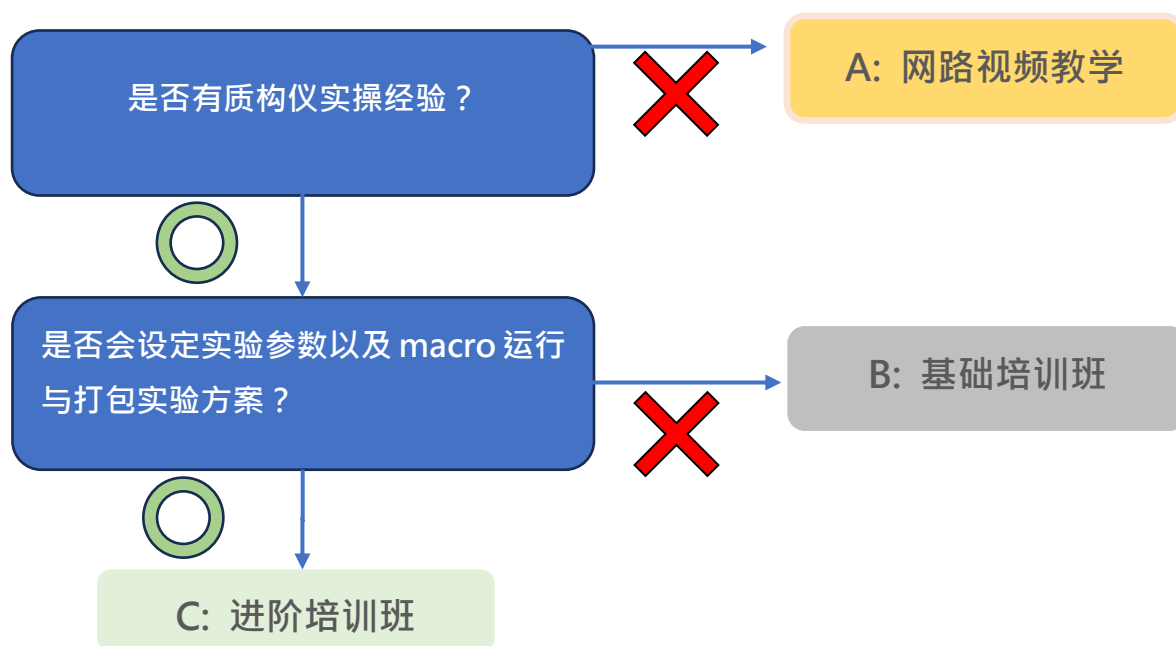 是否有质构仪实操经验？
A: 网路视频教学
是否会设定实验参数以及 macro 运行
与打包实验方案？
B: 基础培训班
C: 进阶培训班